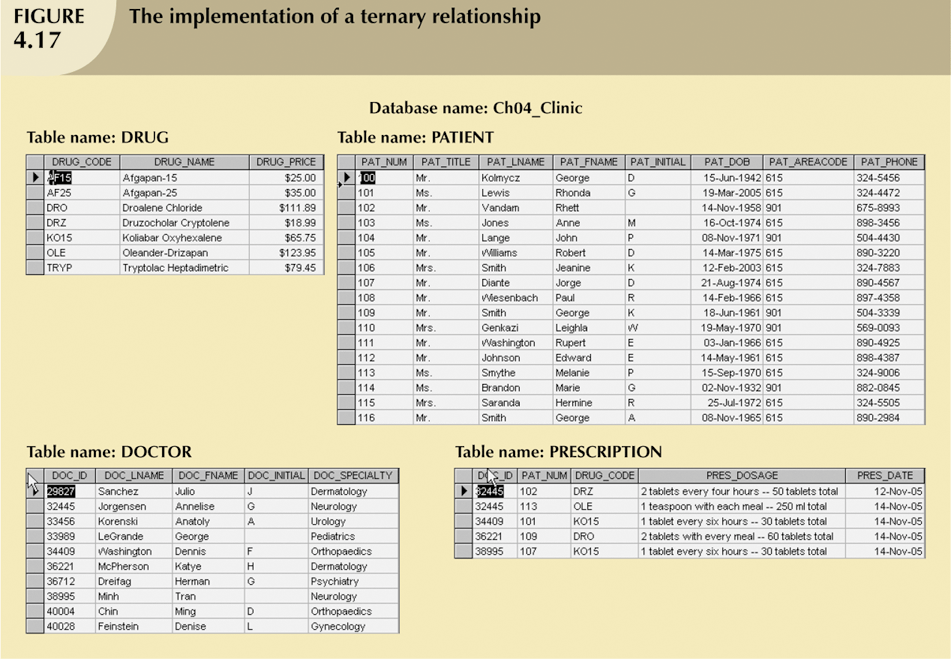 FIGURE 4.17 The implementation of a ternary relationship
Database name: Ch04_Clinic
Table name: DRUG
DRUG_CODE DRUG_NAME DRUG_PRICE
AF15 Afgapan-15 $25.00
AF25 Afgapan-25 $35.00
DRO Droalene Chloride $111.89
DRZ Druzocholar Cryptolene $18.99
KO15 Koliabar Oxyhexalene $65.75
OLE Oleander-Drizapan $123.95
TRYP Tryptolac Heptadimetric $79.45
Table name: PATIENT
PAT_NUM PAT_TITLE PAT_LNAME PAT_FNAME PAT_INITIAL PAT_DOB PAT_AREACODE PAT_PHONE
100 Mr. Kolmycz George D 15-Jun-1942 615 324-5456
101 Ms. Lewis Rhonda G 19-Mar-2005 615 324-4472
102 Mr. Vandam Rhett 14-Nov-1958 901 675-8993
103 Ms. Jones Anne M 16-Oct-1974 615 898-3456
104 Mr. Lange John P 08-Nov-1971 901 504-4430
105 Mr. Williams Robert D 14-Mar-1975 615 890-3220
106 Mrs. Smith Jeanine K 12-Feb-2003 615 324-7883
107 Mr. Diante Jorge D 21-Aug-1974 615 890-4567
108 Mr. Wiesenbach Paul R 14-Feb-1966 615 897-4358
109 Mr. Smith George K 18-Jun-1961 901 504-3339
110 Mrs. Genkazi Leighla W 19-May-1970 901 569-0093
111 Mr. Washington Rupert E 03-Jan-1966 615 890-4925
112 Mr. Johnson Edward E 14-May-1961 615 898-4387
113 Ms. Smythe Melanie P 15-Sep-1970 615 324-9006
114 Ms. Brandon Marie G 02-Nov-1932 901 882-0845
115 Mrs. Saranda Hermine R 25-Jul-1972 615 324-5505
116 Mr. Smith George A 08-Nov-1965 615 890-2984
Table name: DOCTOR
DOC_ID DOC_LNAME DOC_FNAME DOC_INITIAL DOC_SPECIALTY
29827 Sanchez Julio J Dermatology
32445 Jorgensen Annelise G Neurology
33456 Korenski Anatoly A Urology
33989 LeGrande George Pediatrics
34409 Washington Dennis F Orthopaedics
36221 McPherson Katye H Dermatology
36712 Dreifag Herman G Psychiatry
38995 Minh Tran Neurology
40004 Chin Ming D Orthopaedics
40028 Feinstein Denise L Gynecology
Table name: PRESCRIPTION
DOC_ID PAT_NUM DRUG_CODE PRES_DOSAGE PRES_DATE
32445 102 DRZ 2 tablets every four hours -- 50 tablets total 12-Nov-05
32445 113 OLE 1 teaspoon with each meal -- 250 ml total 14-Nov-05
34409 101 KO15 1 tablet every six hours -- 30 tablets total 14-Nov-05
36221 109 DRO 2 tablets with every meal -- 60 tablets total 14-Nov-05
38995 107 KO15 1 tablet every six hours -- 30 tablets total 14-Nov-05